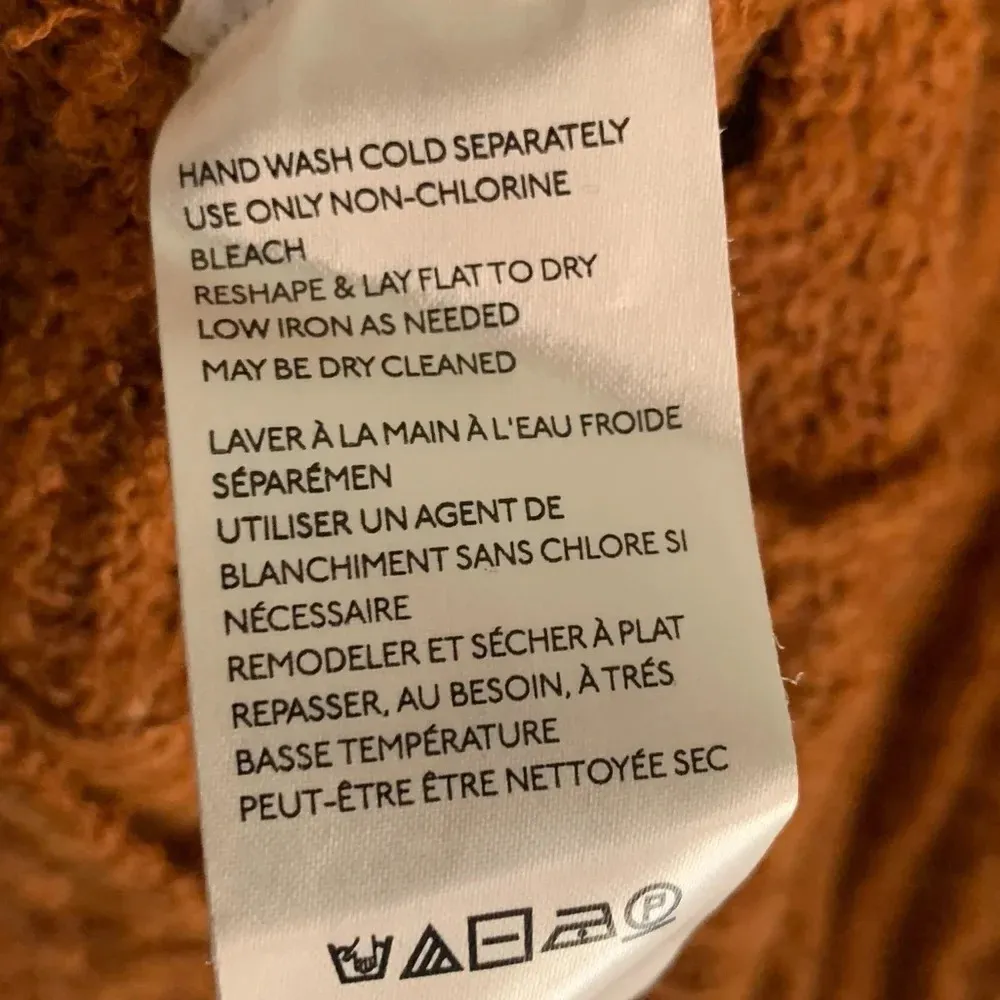 HAND WASH COLD SEPARATELY
USE ONLY NON-CHLORINE
BLEACH
RESHAPE & LAY FLAT TO DRY
LOW IRON AS NEEDED
MAY BE DRY CLEANED
LAVER À LA MAIN À L'EAU FROIDE
SÉPARÉMEN
UTILISER UN AGENT DE
BLANCHIMENT SANS CHLORE SI
NÉCESSAIRE
REMODELER ET SÉCHER À PLAT
REPASSER, AU BESOIN, À TRÉS
BASSE TEMPÉRATURE
PEUT-ÊTRE ÊTRE NETTOYÉE SEC
P